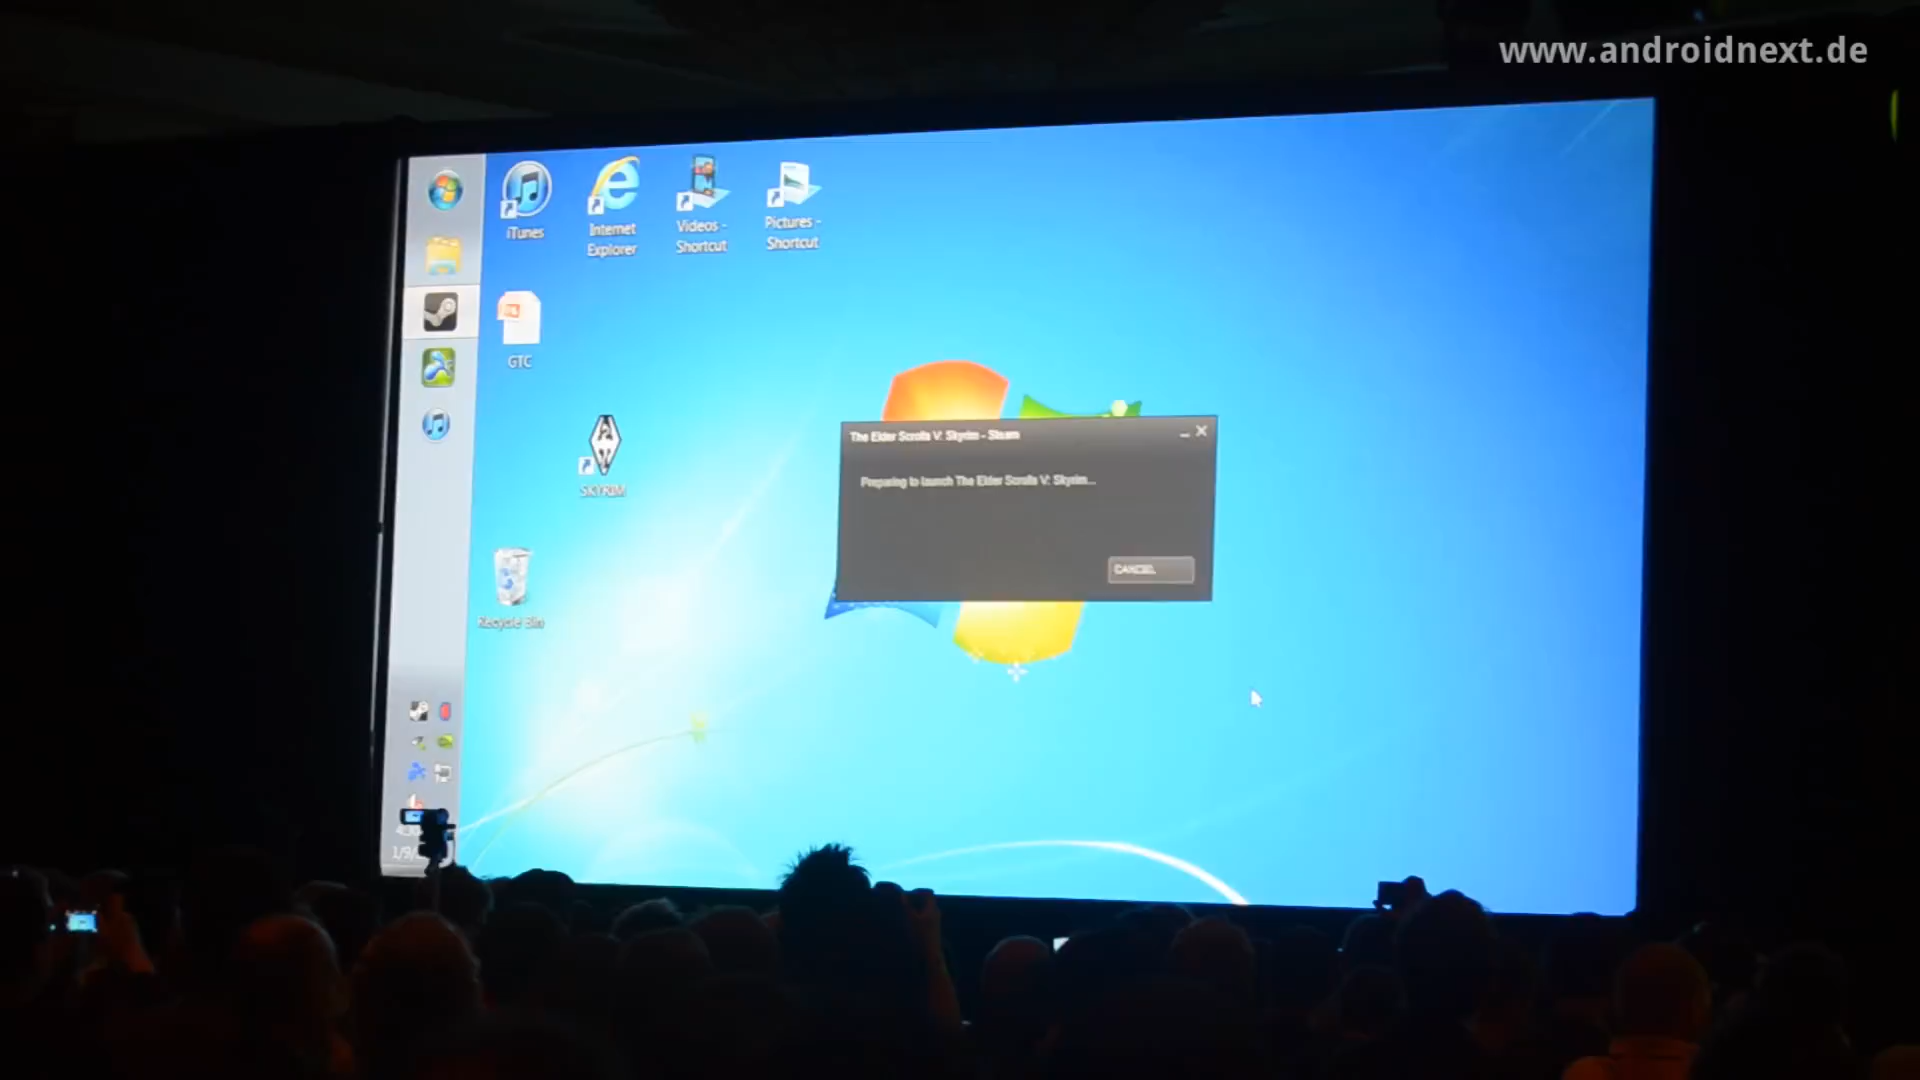 www.androidnext.de
iTunes
Internet
Explorer
Videos -
Shortcut
Pictures -
Shortcut
GTC
SKYRIM
Recycle Bin
The Elder Scrolls V: Skyrim - Steam
Preparing to launch The Elder Scrolls V: Skyrim...
CANCEL